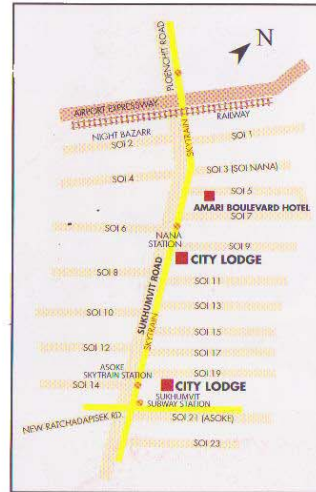 PLOENCHIT ROAD
N
AIRPORT EXPRESSWAY
RAILWAY
NIGHT BAZARR
SOI 1
SOI 2
SKYTRAIN
SOI 3 (SOI NANA)
SOI 4
SOI 5
AMARI BOULEVARD HOTEL
SOI 7
SOI 6
NANA
STATION
SOI 9
CITY LODGE
SOI 8
SOI 11
SUKHUMVIT ROAD
SKYTRAIN
SOI 10
SOI 13
SOI 15
SOI 12
SOI 17
ASOKE
SKYTRAIN STATION
SOI 19
SOI 14
CITY LODGE
SUKHUMVIT
SUBWAY STATION
NEW RATCHADAPISEK RD.
SOI 21 (ASOKE)
SOI 23